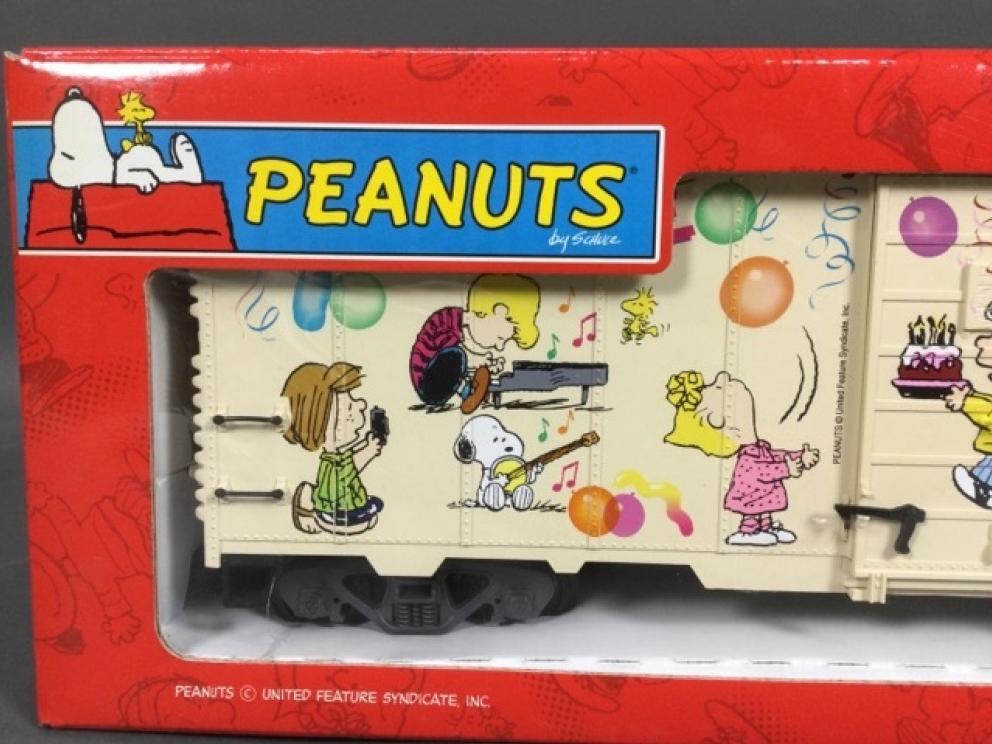 PEANUTS®
by SCHULZ
PEANUTS © United Feature Syndicate, Inc.
PEANUTS © UNITED FEATURE SYNDICATE, INC.